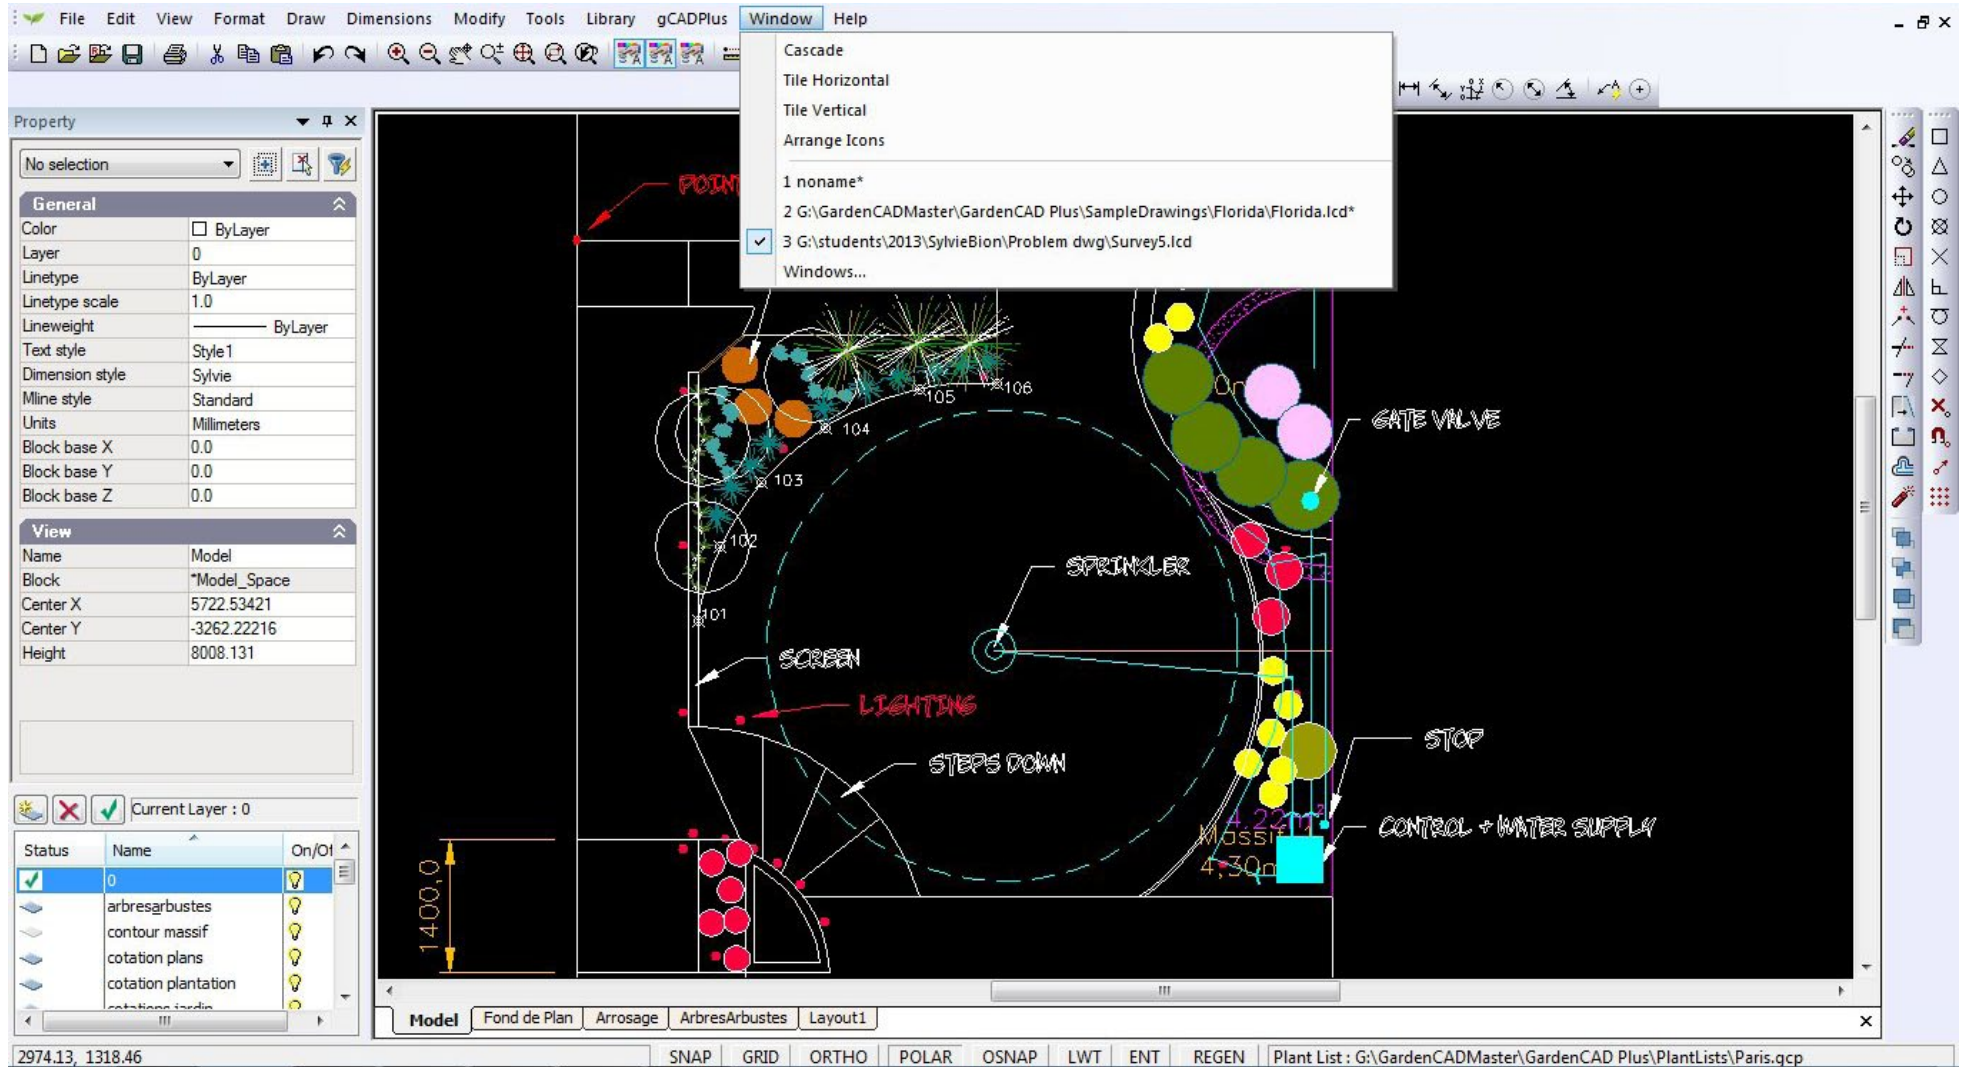 File Edit View Format Draw Dimensions Modify Tools Library gCADPlus Window Help
Cascade
Tile Horizontal
Tile Vertical
Arrange Icons
1 noname*
2 G:\GardenCADMaster\GardenCAD Plus\SampleDrawings\Florida\Florida.lcd*
3 G:\students\2013\SylvieBion\Problem dwg\Survey5.lcd
Windows...
Property
No selection
General
Color ByLayer
Layer 0
Linetype ByLayer
Linetype scale 1.0
Lineweight ByLayer
Text style Style1
Dimension style Sylvie
Mline style Standard
Units Millimeters
Block base X 0.0
Block base Y 0.0
Block base Z 0.0
View
Name Model
Block *Model_Space
Center X 5722.53421
Center Y -3262.22216
Height 8008.131
Current Layer : 0
Status Name On/Of
0
arbresarbustes
contour massif
cotation plans
cotation plantation
cotations jardin
POINT
106
105
104
103
102
101
GATE VALVE
SPRINKLER
SCREEN
LIGHTING
STEPS DOWN
STOP
4.22m²
CONTROL + WATER SUPPLY
Massif
4,30m
1400,0
Model Fond de Plan Arrosage ArbresArbustes Layout1
2974.13, 1318.46 SNAP GRID ORTHO POLAR OSNAP LWT ENT REGEN Plant List : G:\GardenCADMaster\GardenCAD Plus\PlantLists\Paris.gcp